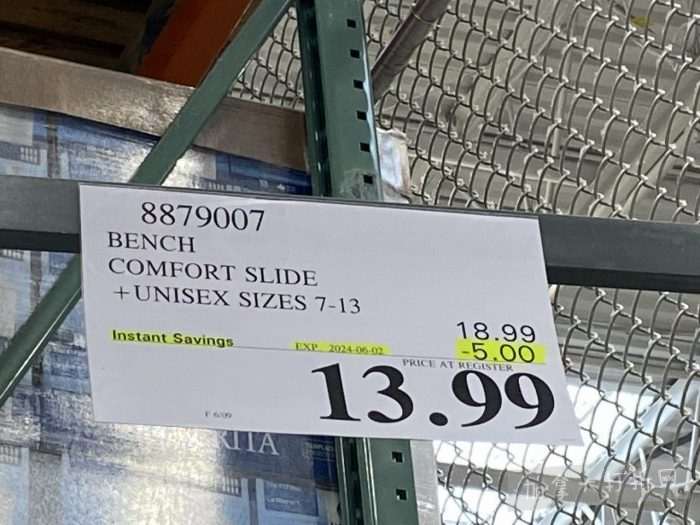 8879007
BENCH
COMFORT SLIDE
+UNISEX SIZES 7-13
18.99
Instant Savings EXP. 2024-06-02 -5.00
PRICE AT REGISTER
13.99
RITA